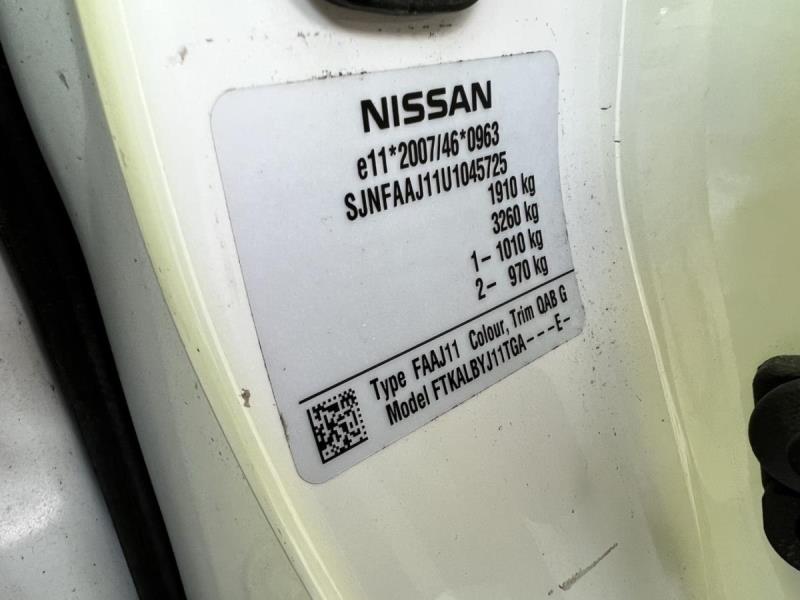 NISSAN
e11*2007/46*0963
SJNFAAJ11U1045725
1910 kg
3260 kg
1- 1010 kg
2- 970 kg
Type FAAJ11 Colour, Trim QAB G
Model FTKALBYJ11TGA---E-